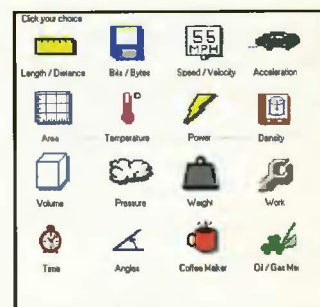 Click your choice
55
MPH
Length / Distance
Bits / Bytes
Speed / Velocity
Acceleration
Area
Temperature
Power
Density
Volume
Pressure
Weight
Work
Time
Angles
Coffee Maker
Oil / Gas Mix